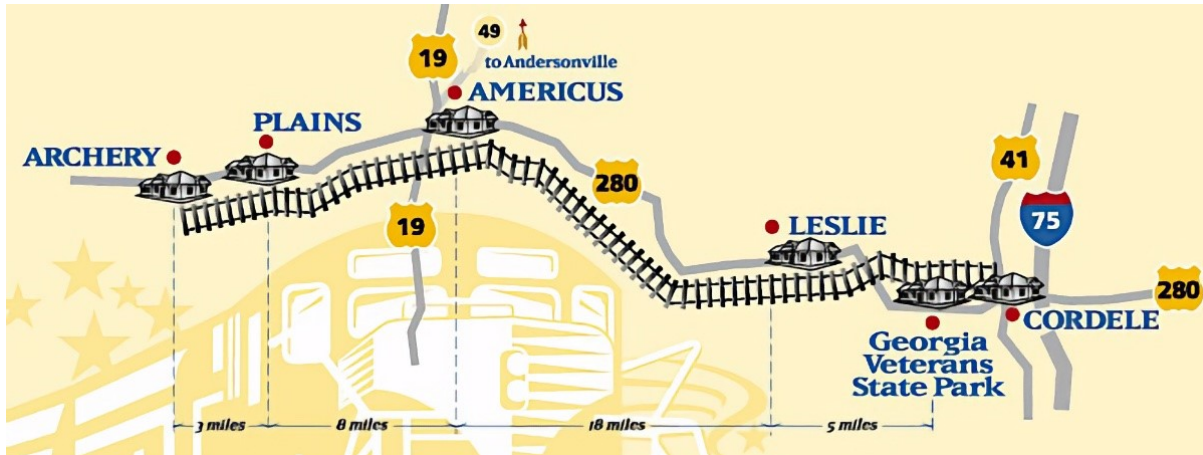 49
19
to Andersonville
AMERICUS
PLAINS
ARCHERY
41
280
75
19
LESLIE
280
CORDELE
Georgia
Veterans
State Park
3 miles
8 miles
18 miles
5 miles